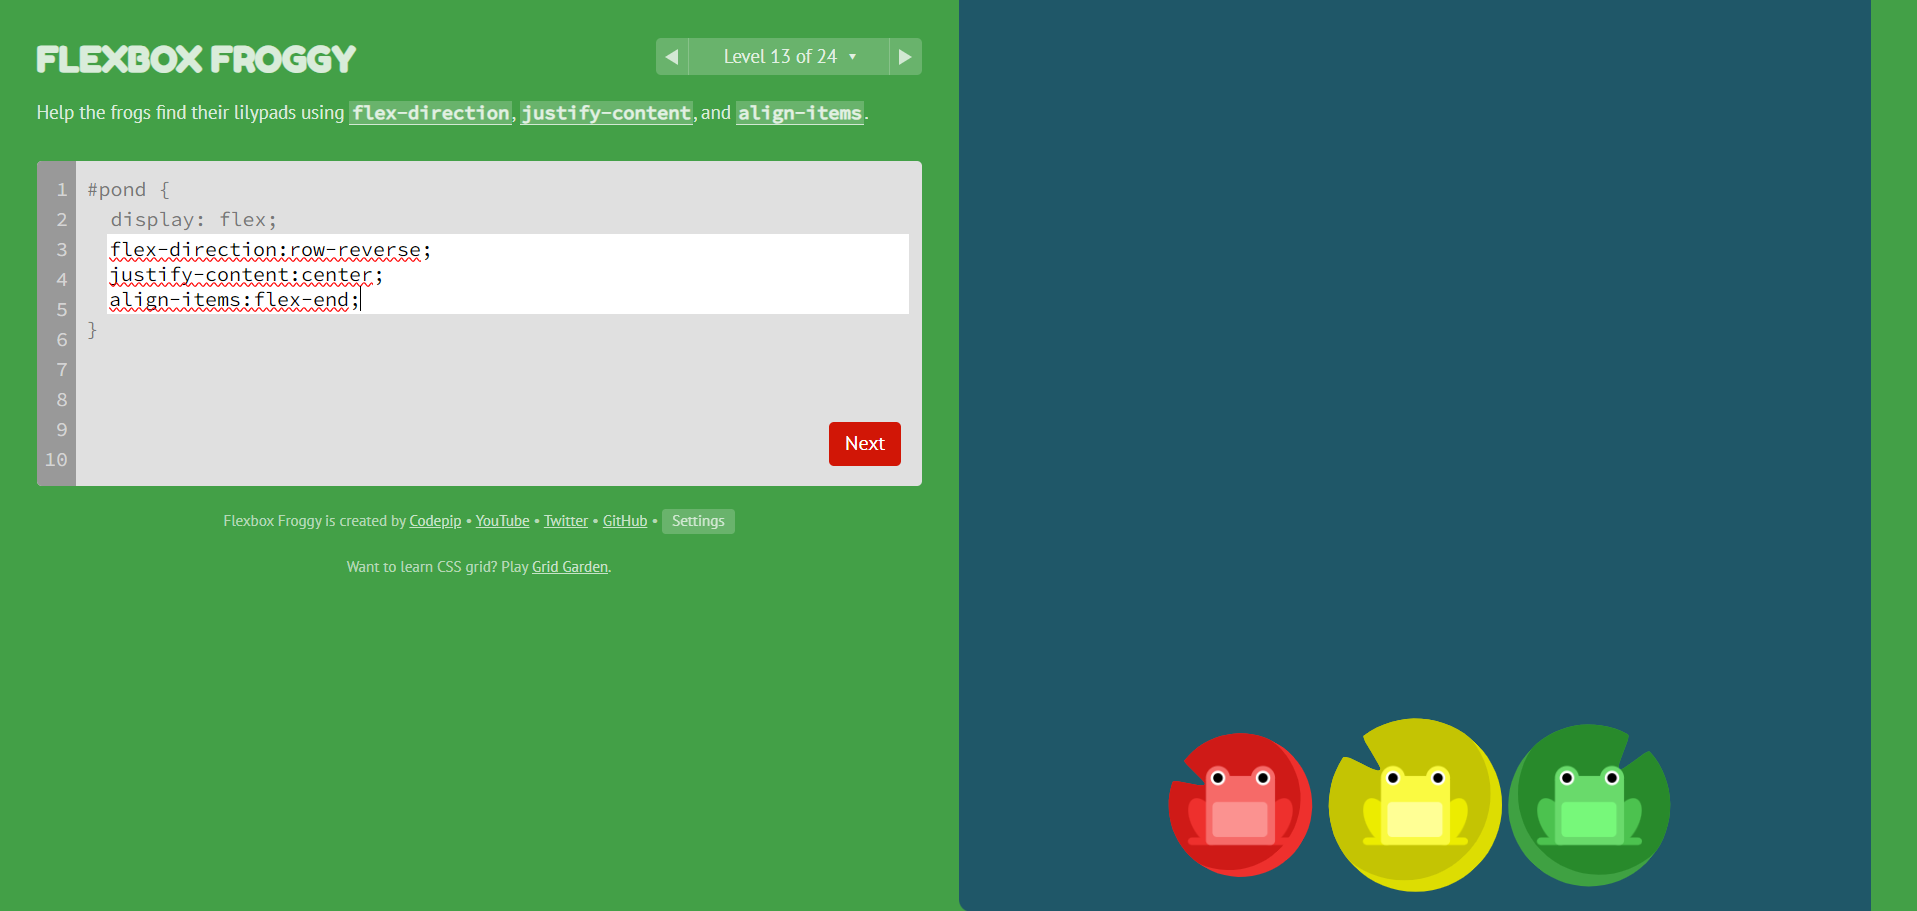 FLEXBOX FROGGY
◀ Level 13 of 24 ▾ ▶
Help the frogs find their lilypads using flex-direction, justify-content, and align-items.
1 #pond {
2 display: flex;
3 flex-direction:row-reverse;
4 justify-content:center;
5 align-items:flex-end;
6 }
7
8
9
10
Next
Flexbox Froggy is created by Codepip • YouTube • Twitter • GitHub • Settings
Want to learn CSS grid? Play Grid Garden.